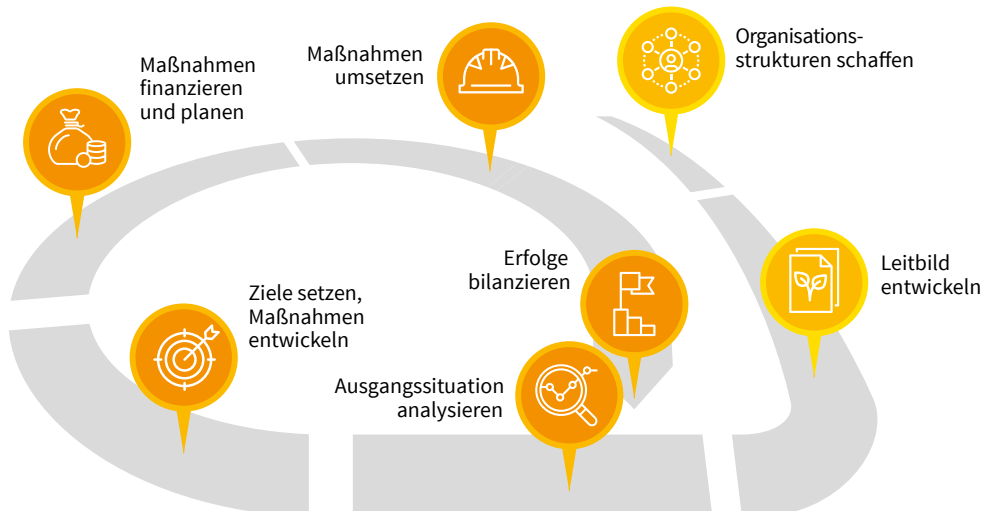 Maßnahmen
finanzieren
und planen
Maßnahmen
umsetzen
Organisations-
strukturen schaffen
Erfolge
bilanzieren
Leitbild
entwickeln
Ziele setzen,
Maßnahmen
entwickeln
Ausgangssituation
analysieren